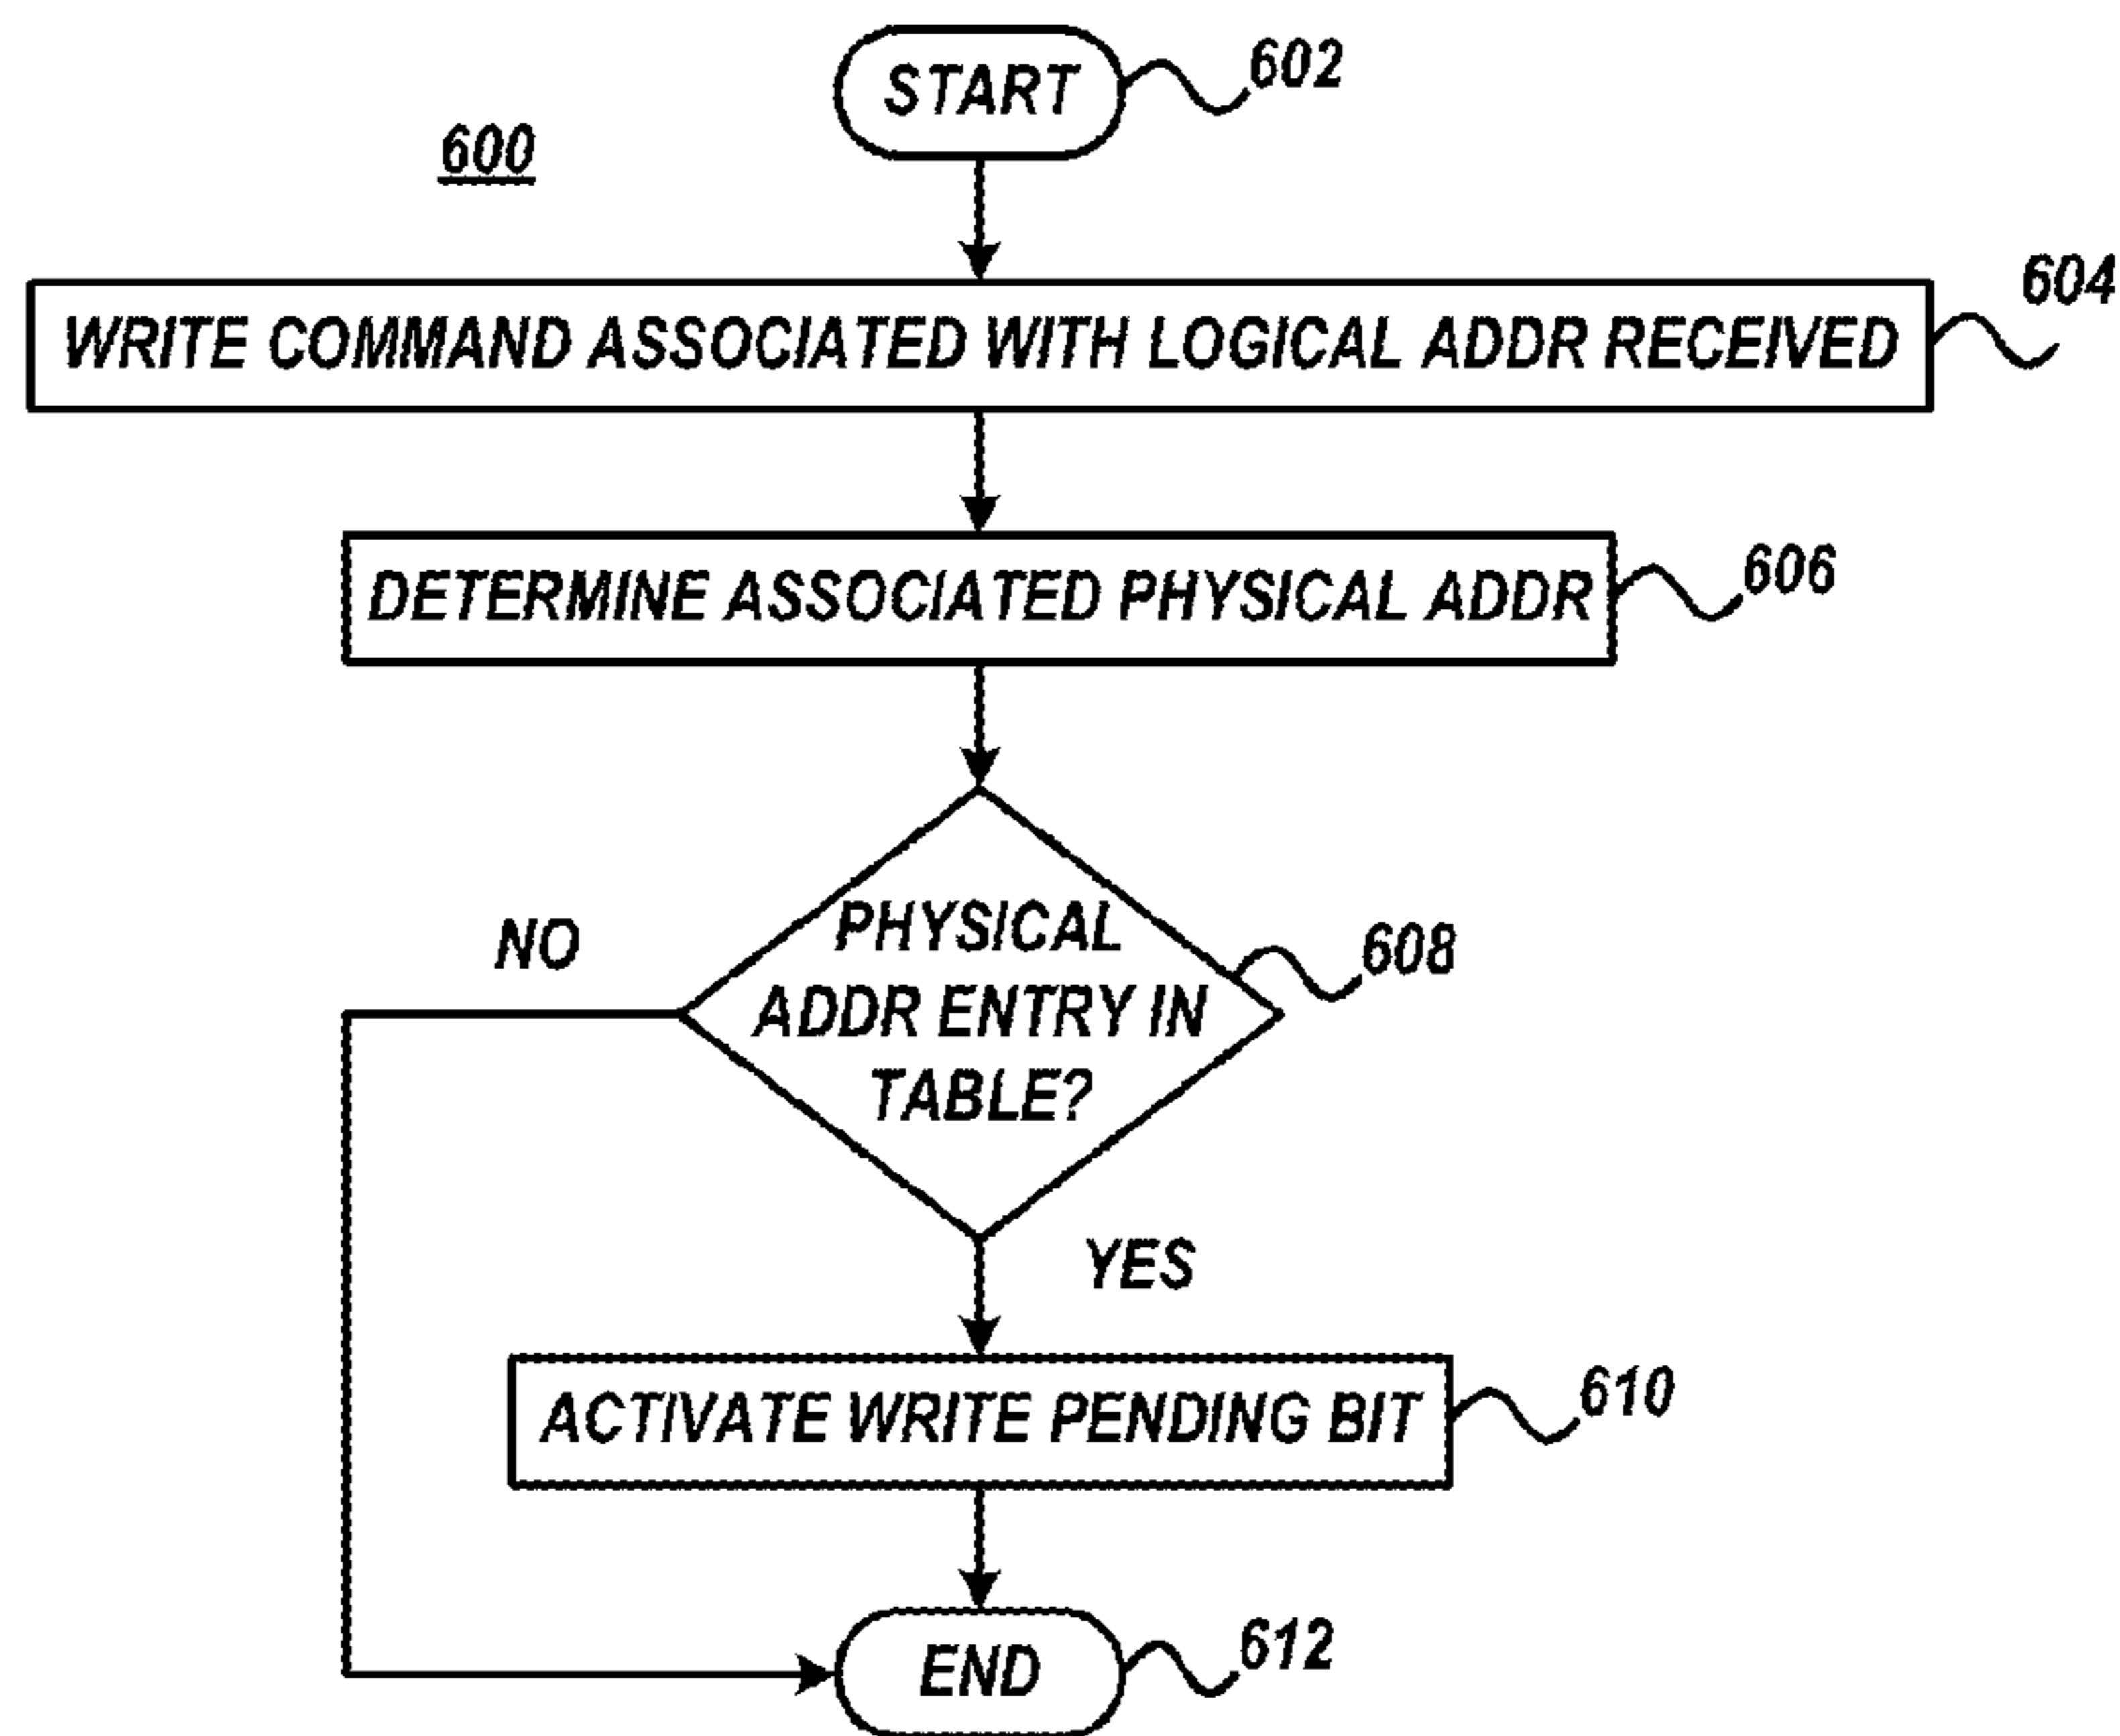 START
602
600
WRITE COMMAND ASSOCIATED WITH LOGICAL ADDR RECEIVED
604
DETERMINE ASSOCIATED PHYSICAL ADDR
606
PHYSICAL
ADDR ENTRY IN
TABLE?
608
NO
YES
ACTIVATE WRITE PENDING BIT
610
END
612